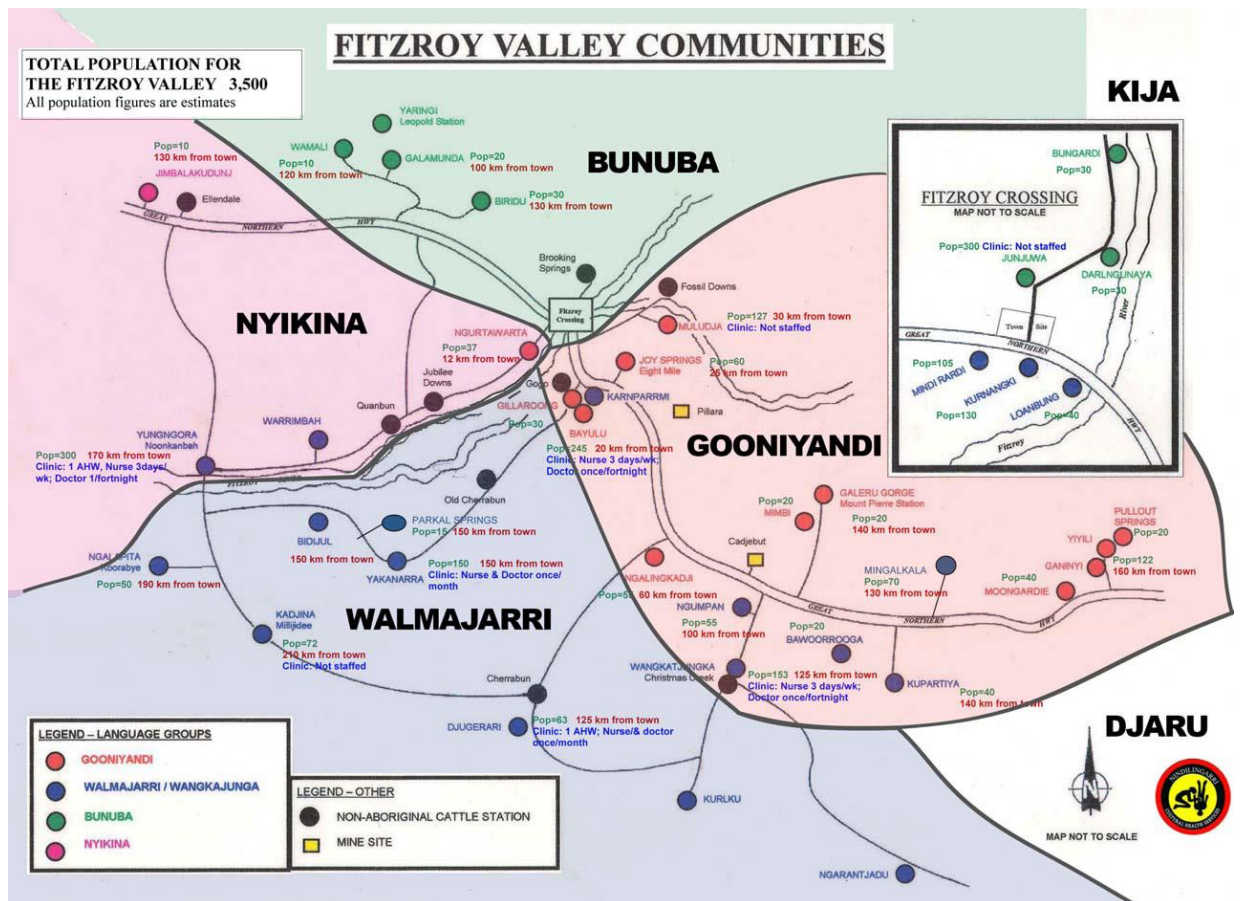 FITZROY VALLEY COMMUNITIES
TOTAL POPULATION FOR
THE FITZROY VALLEY 3,500
All population figures are estimates
KIJA
YARINGI
Leopold Station
WAMALI
Pop=10
120 km from town
GALAMUNDA
Pop=20
100 km from town
BUNUBA
BIRIDU
Pop=30
130 km from town
Pop=10
130 km from town
JIMBALAKUDUNJ
Ellendale
GREAT
NORTHERN
HWY
Brooking
Springs
Fitzroy
Crossing
Fossil Downs
MULUDJA
Pop=127 30 km from town
Clinic: Not staffed
NYIKINA
NGURTAWARTA
Pop=37
12 km from town
Jubilee
Downs
Quanbun
JOY SPRINGS
Eight Mile
Pop=60
25 km from town
Gogo
KARNPARRMI
GILLAROONG
Pop=30
BAYULU
Pop=245 20 km from town
Clinic: Nurse 3 days/wk;
Doctor once/fortnight
Pillara
GOONIYANDI
WARRIMBAH
YUNGNGORA
Noonkanbah
Pop=300 170 km from town
Clinic: 1 AHW, Nurse 3days/
wk; Doctor 1/fortnight
FITZROY
Old Cherrabun
PARKAL SPRINGS
Pop=15 150 km from town
BIDIJUL
150 km from town
YAKANARRA
Pop=150 150 km from town
Clinic: Nurse & Doctor once/
month
NGALAPITA
Koorabye
Pop=50 190 km from town
WALMAJARRI
KADJINA
Millijidee
Pop=72
210 km from town
Clinic: Not staffed
Cherrabun
DJUGERARI
Pop=63 125 km from town
Clinic: 1 AHW; Nurse/& doctor
once/month
KURLKU
NGARANTJADU
NGALINGKADJI
60 km from town
Cadjebut
Pop=20
MIMBI
GALERU GORGE
Mount Pierre Station
Pop=20
140 km from town
NGUMPAN
Pop=55
100 km from town
GREAT
NORTHERN
HWY
Pop=20
BAWOORROOGA
WANGKATJUNGKA
Christmas Creek
Pop=153 125 km from town
Clinic: Nurse 3 days/wk;
Doctor once/fortnight
MINGALKALA
Pop=70
130 km from town
KUPARTIYA
Pop=40
140 km from town
PULLOUT
SPRINGS
Pop=20
YIYILI
Pop=122
160 km from town
GANINYI
Pop=40
MOONGARDIE
DJARU
FITZROY CROSSING
MAP NOT TO SCALE
BUNGARDI
Pop=30
Pop=300 Clinic: Not staffed
JUNJUWA
DARLNGUNAYA
Pop=30
River
Town Site
GREAT
NORTHERN
HWY
Pop=105
MINDI RARDI
KURNANGKI
Pop=130
LOANBUNG
Pop=40
Fitzroy
LEGEND – LANGUAGE GROUPS
GOONIYANDI
WALMAJARRI / WANGKAJUNGA
BUNUBA
NYIKINA
LEGEND – OTHER
NON-ABORIGINAL CATTLE STATION
MINE SITE
N
MAP NOT TO SCALE
NINDILINGARRI
CULTURAL HEALTH SERVICES